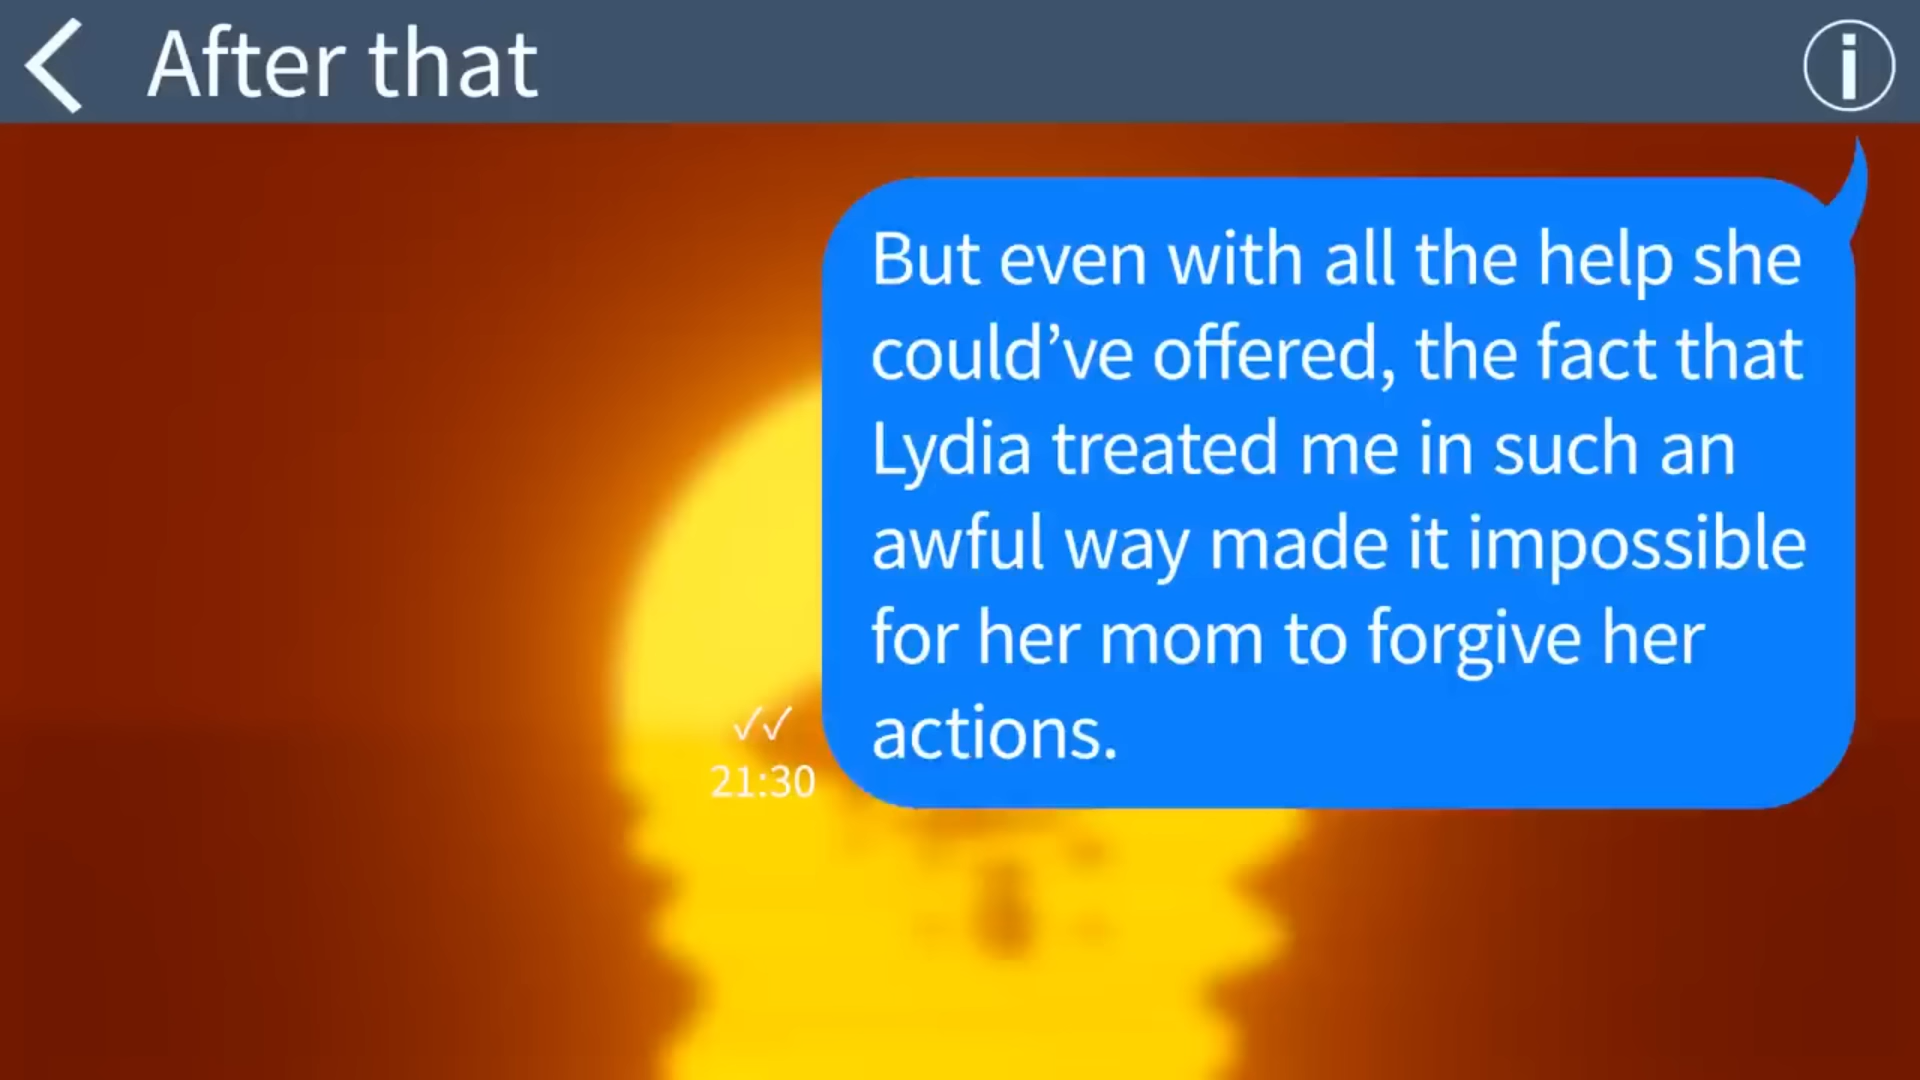 After that
But even with all the help she
could’ve offered, the fact that
Lydia treated me in such an
awful way made it impossible
for her mom to forgive her
actions.
21:30